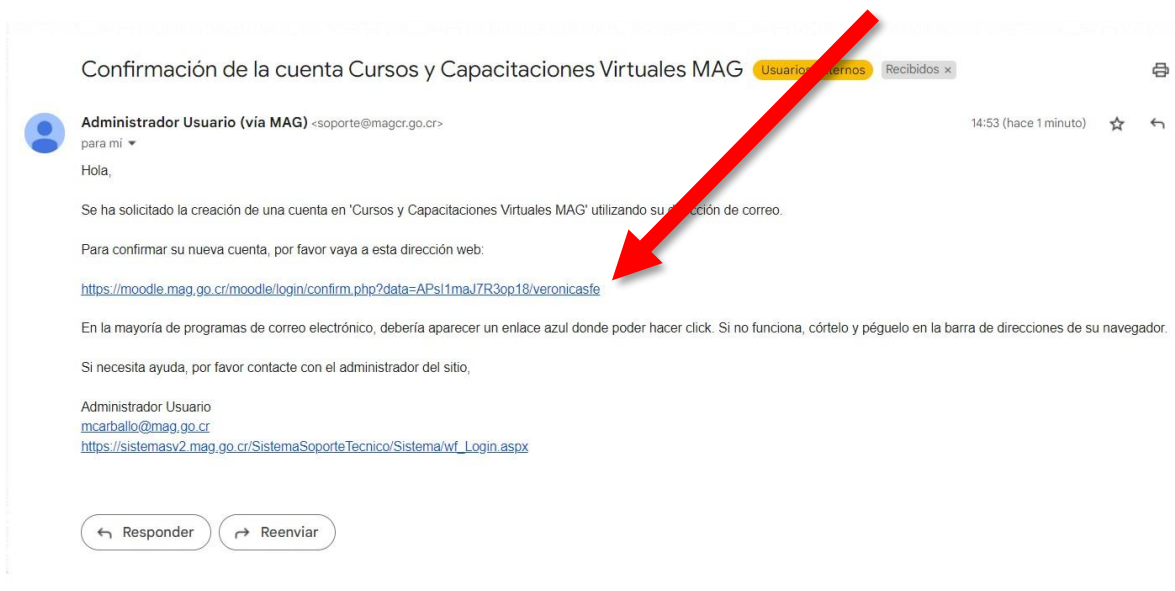 Confirmación de la cuenta Cursos y Capacitaciones Virtuales MAG Usuarios Recibidos ×
Administrador Usuario (vía MAG) <soporte@magcr.go.cr> 14:53 (hace 1 minuto)
para mí
Hola,
Se ha solicitado la creación de una cuenta en 'Cursos y Capacitaciones Virtuales MAG' utilizando su dirección de correo.
Para confirmar su nueva cuenta, por favor vaya a esta dirección web:
https://moodle.mag.go.cr/moodle/login/confirm.php?data=APsI1maJ7R3op18/veronicasfe
En la mayoría de programas de correo electrónico, debería aparecer un enlace azul donde poder hacer click. Si no funciona, córtelo y péguelo en la barra de direcciones de su navegador.
Si necesita ayuda, por favor contacte con el administrador del sitio,
Administrador Usuario
mcarballo@mag.go.cr
https://sistemasv2.mag.go.cr/SistemaSoporteTecnico/Sistema/wf_Login.aspx
Responder Reenviar